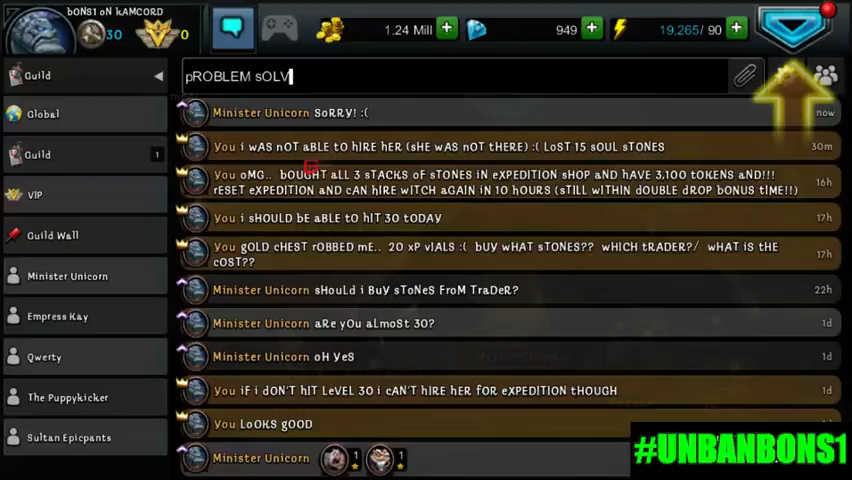 bONS1 oN kAMCORD
30
0
1.24 Mill
949
19,265/ 90
Guild
pROBLEM sOLV
Global
Minister Unicorn SoRRy! :( now
Guild 1
You i wAS nOT aBLE tO hIRE hER (sHE wAS nOT tHERE) :( LoST 15 sOUL sTONES 30m
VIP
You oMG.. bOUGHT aLL 3 sTACKS oF sTONES iN eXPEDITION sHOP aND hAVE 3,100 tOKENS aND!!! 16h
rESET eXPEDITION aND cAN hIRE wITCH aGAIN iN 10 HOURS (sTILL wITHIN dOUBLE dROP bONUS tIME!!)
Guild Wall
You i sHOULD bE aBLE tO hIT 30 tODAY 17h
Minister Unicorn
You gOLD cHEST rOBBED mE.. 20 xP vIALS :( buy wHAT sTONES?? wHICH tRADER?/ wHAT iS tHE 17h
cOST??
Empress Kay
Minister Unicorn sHouLd i Buy sToNeS FroM TraDeR? 22h
Qwerty
Minister Unicorn aRe yOu aLmoSt 30? 1d
The Puppykicker
Minister Unicorn oH YeS 1d
Sultan Epicpants
You iF i dON'T hIT LeVEL 30 i cAN'T hIRE hER fOR eXPEDITION tHOUGH 1d
You LoOKS gOOD
Minister Unicorn 1 1
#UNBANBONS1